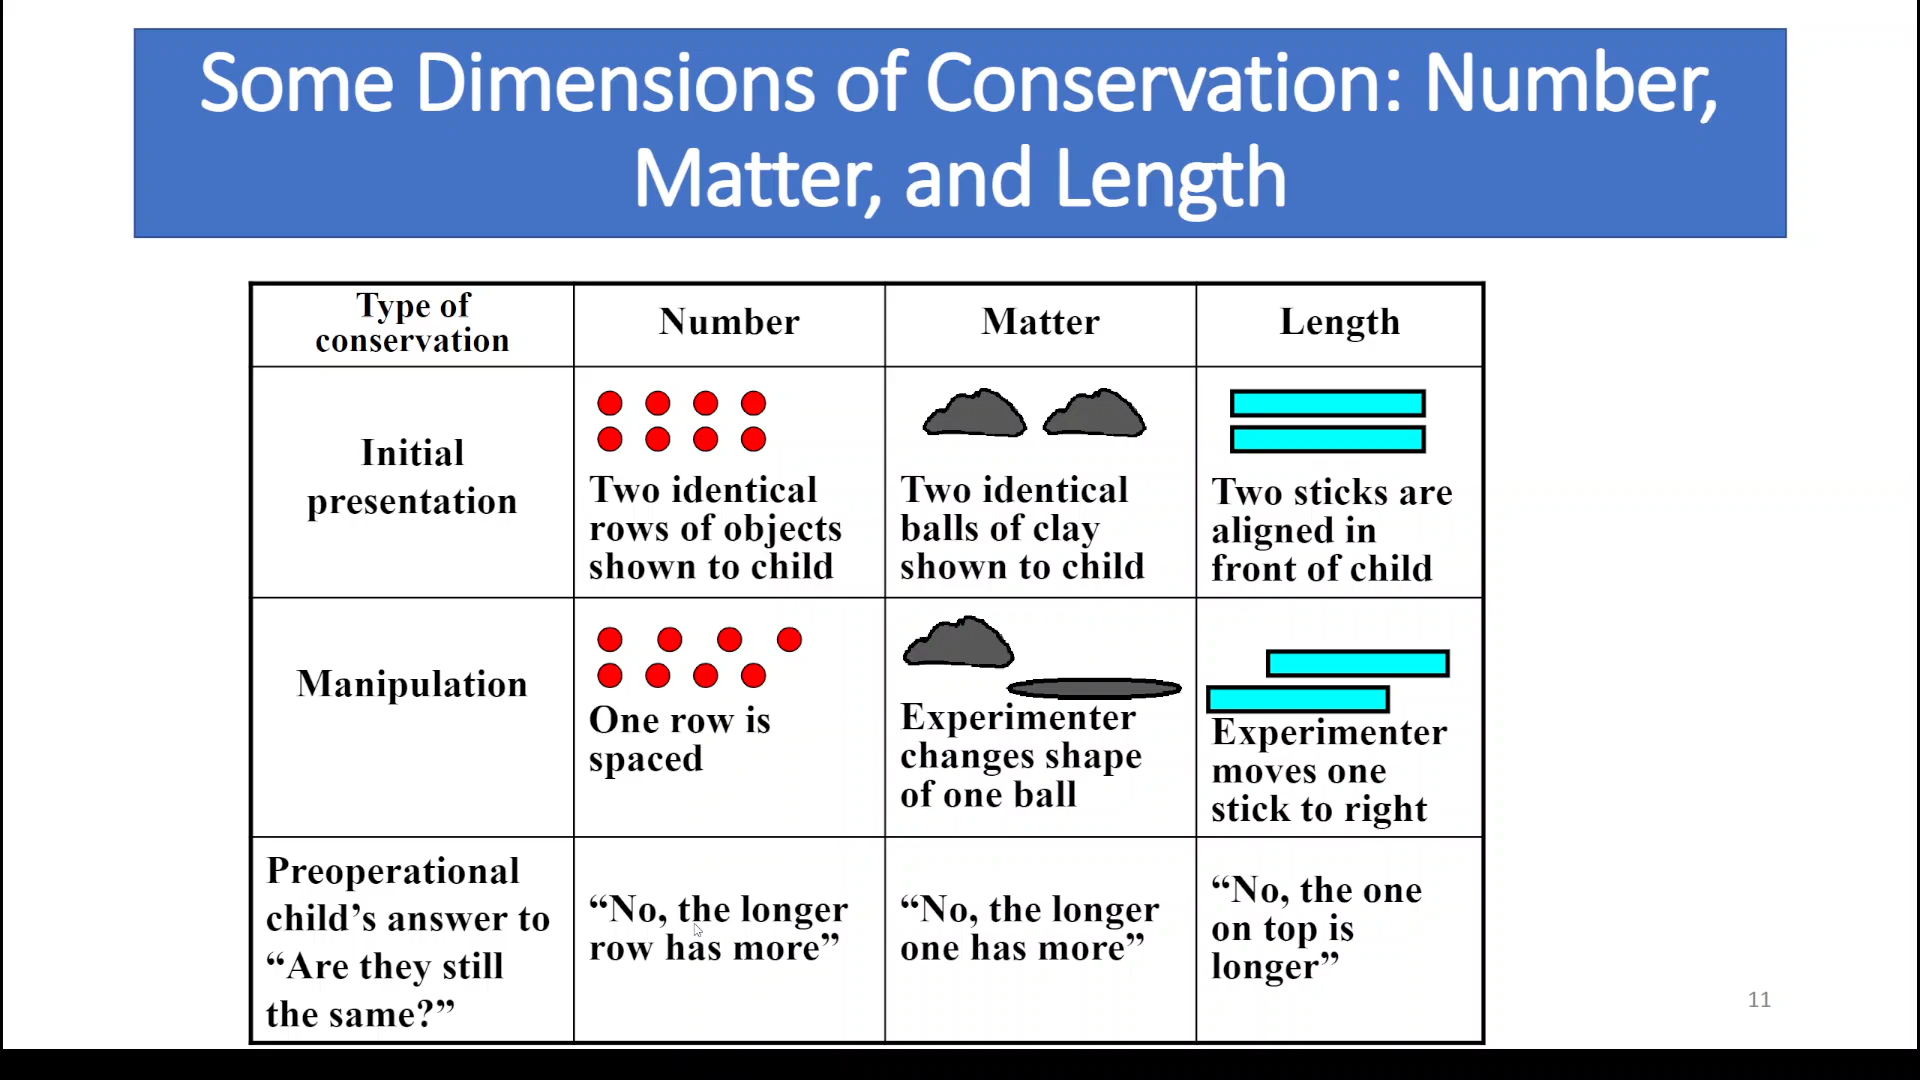 Some Dimensions of Conservation: Number,
Matter, and Length
Type of
conservation
Number
Matter
Length
Initial
presentation
Two identical
rows of objects
shown to child
Two identical
balls of clay
shown to child
Two sticks are
aligned in
front of child
Manipulation
One row is
spaced
Experimenter
changes shape
of one ball
Experimenter
moves one
stick to right
Preoperational
child’s answer to
“Are they still
the same?”
“No, the longer
row has more”
“No, the longer
one has more”
“No, the one
on top is
longer”
11